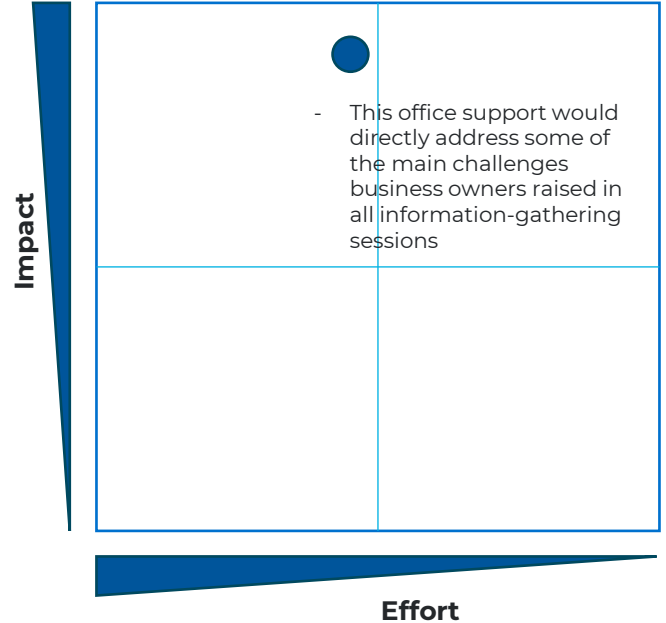 - This office support would
directly address some of
the main challenges
business owners raised in
all information-gathering
sessions
Impact
Effort